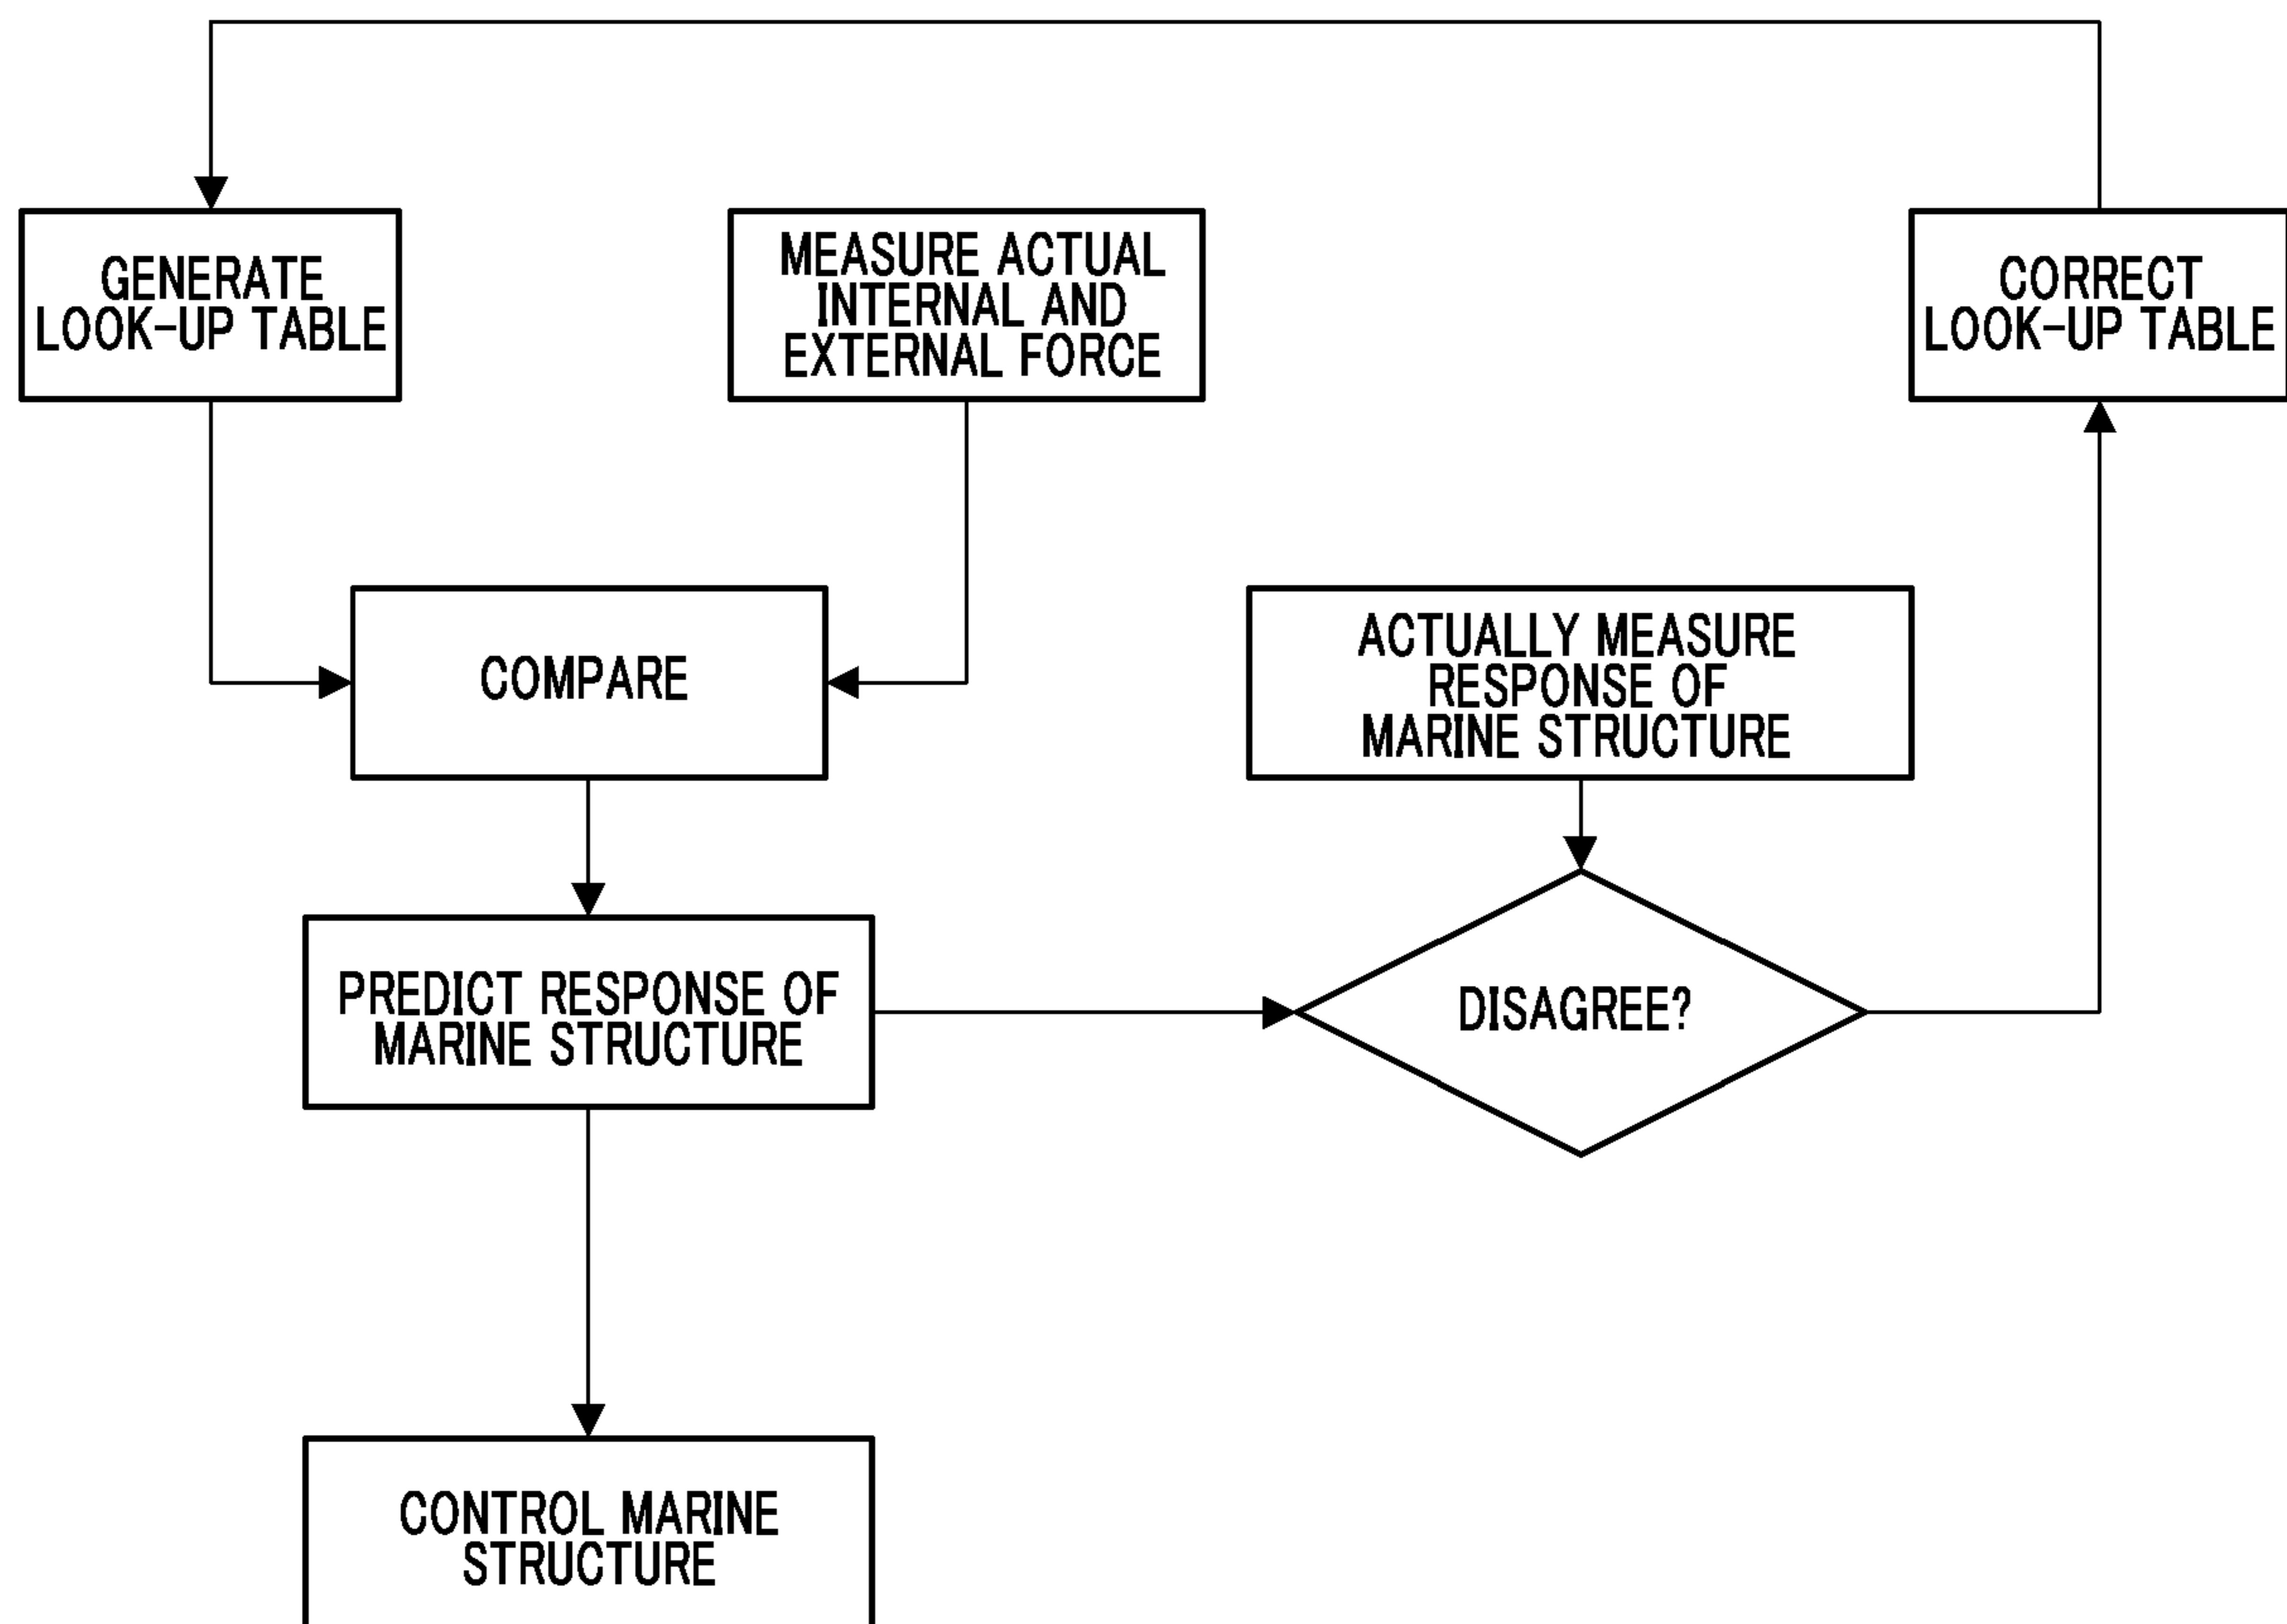 GENERATE
LOOK-UP TABLE
MEASURE ACTUAL
INTERNAL AND
EXTERNAL FORCE
CORRECT
LOOK-UP TABLE
COMPARE
ACTUALLY MEASURE
RESPONSE OF
MARINE STRUCTURE
PREDICT RESPONSE OF
MARINE STRUCTURE
DISAGREE?
CONTROL MARINE
STRUCTURE